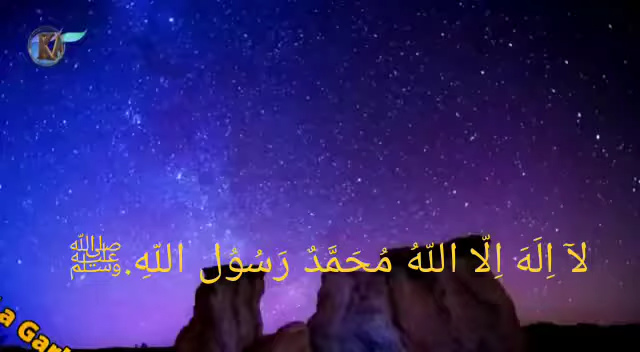 لآ اِلَهَ اِلّا اللّهُ مُحَمَّدٌ رَسُوُل اللّهِ.ﷺ